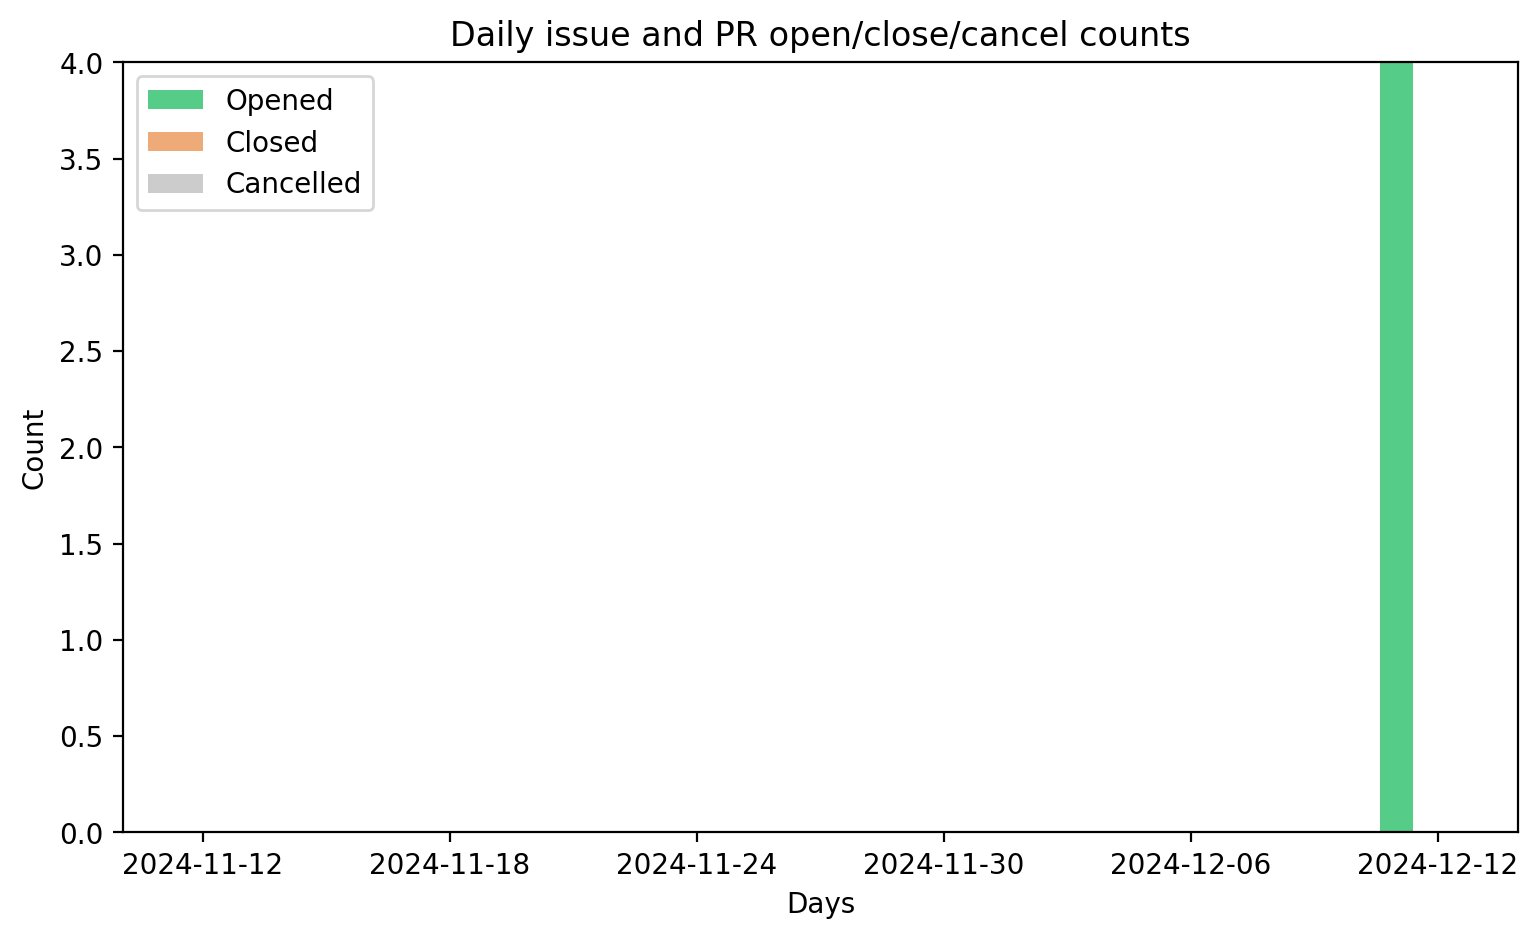 Daily issue and PR open/close/cancel counts
4.0
3.5
3.0
2.5
2.0
1.5
1.0
0.5
0.0
Count
Opened
Closed
Cancelled
2024-11-12 2024-11-18 2024-11-24 2024-11-30 2024-12-06 2024-12-12
Days